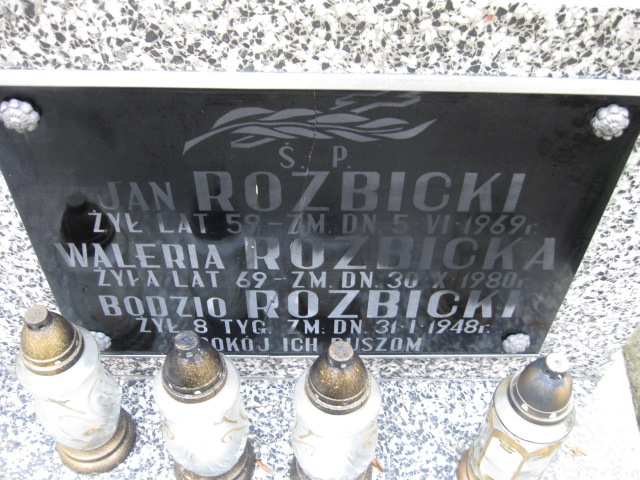 Ś. P.
JAN ROZBICKI
ŻYŁ LAT 59 - ZM. DN. 5 VI 1969r.
WALERIA ROZBICKA
ŻYŁA LAT 69 - ZM. DN. 30 X 1980r.
BODZIO ROZBICKI
ŻYŁ 8 TYG. ZM. DN. 31·I·1948r.
POKÓJ ICH DUSZOM